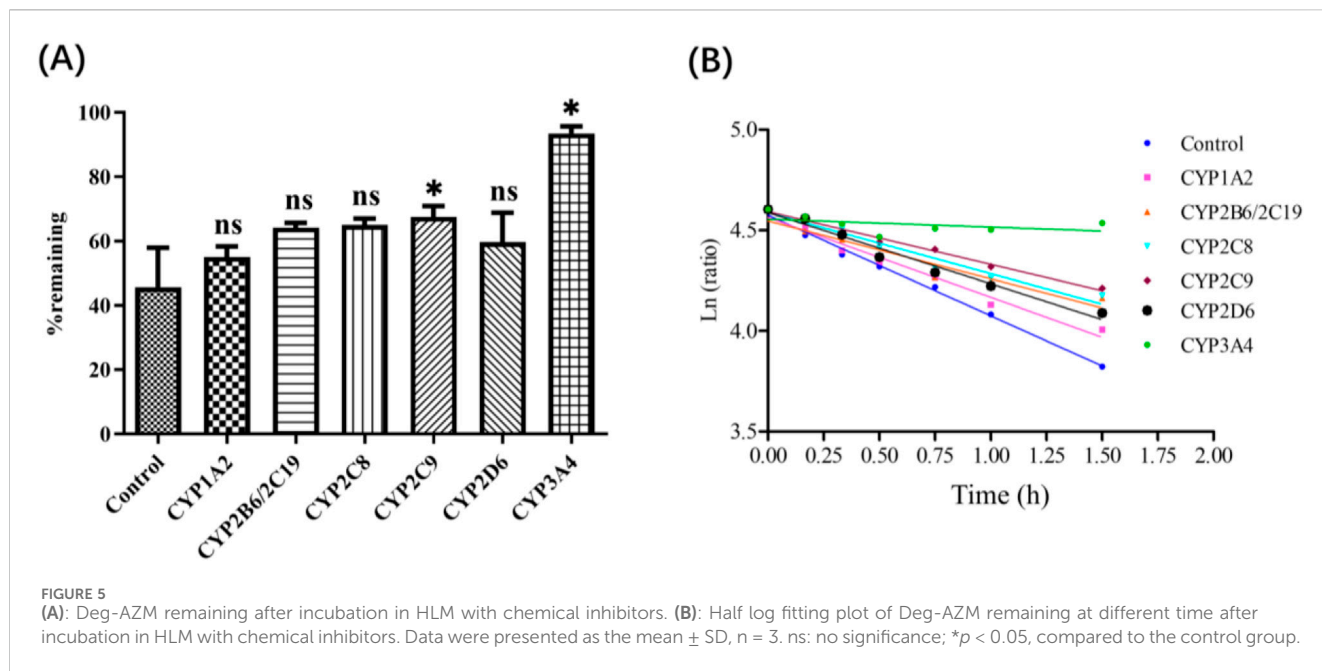 (A)
100
80
60
40
20
0
%remaining
ns
ns
ns
*
ns
*
Control
CYP1A2
CYP2B6/2C19
CYP2C8
CYP2C9
CYP2D6
CYP3A4
(B)
5.0
4.5
4.0
3.5
Ln (ratio)
0.00 0.25 0.50 0.75 1.00 1.25 1.50 1.75 2.00
Time (h)
Control
CYP1A2
CYP2B6/2C19
CYP2C8
CYP2C9
CYP2D6
CYP3A4
FIGURE 5
(A): Deg-AZM remaining after incubation in HLM with chemical inhibitors. (B): Half log fitting plot of Deg-AZM remaining at different time after
incubation in HLM with chemical inhibitors. Data were presented as the mean ± SD, n = 3. ns: no significance; *p < 0.05, compared to the control group.